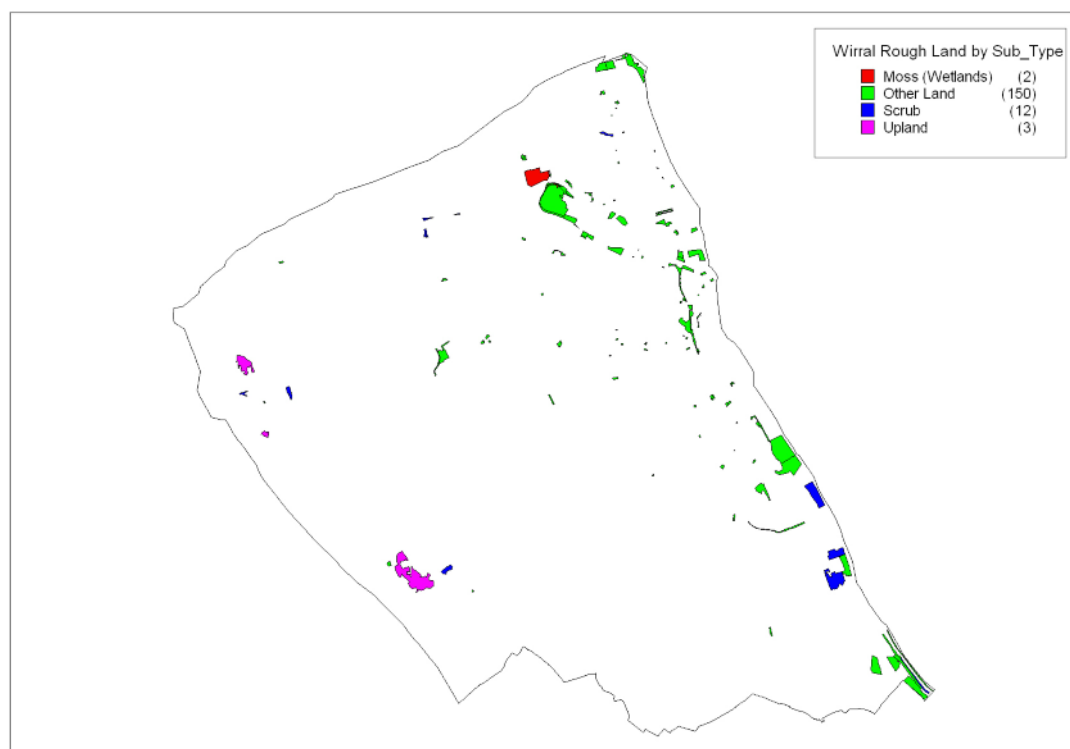 Wirral Rough Land by Sub_Type
Moss (Wetlands) (2)
Other Land (150)
Scrub (12)
Upland (3)